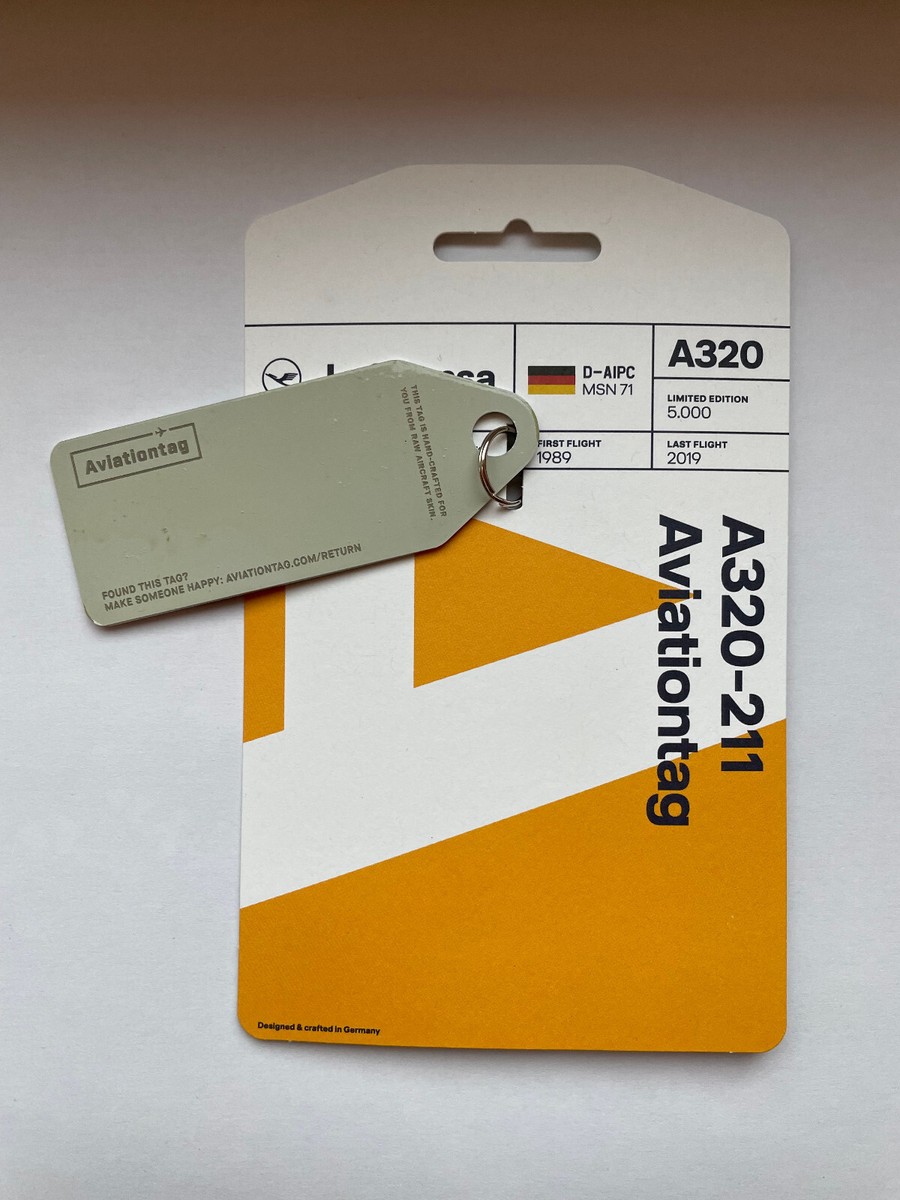 D-AIPC
MSN 71
A320
LIMITED EDITION
5.000
FIRST FLIGHT
1989
LAST FLIGHT
2019
Aviationtag
THIS TAG IS HAND-CRAFTED FOR
YOU FROM RAW AIRCRAFT SKIN.
FOUND THIS TAG?
MAKE SOMEONE HAPPY: AVIATIONTAG.COM/RETURN
A320-211
Aviationtag
Designed & crafted in Germany